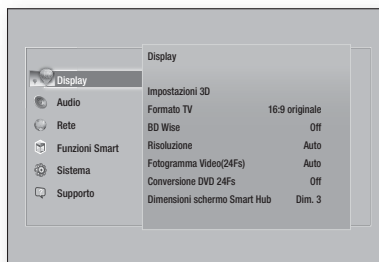 Display
Audio
Rete
Funzioni Smart
Sistema
Supporto
Display
Impostazioni 3D
Formato TV 16:9 originale
BD Wise Off
Risoluzione Auto
Fotogramma Video(24Fs) Auto
Conversione DVD 24Fs Off
Dimensioni schermo Smart Hub Dim. 3